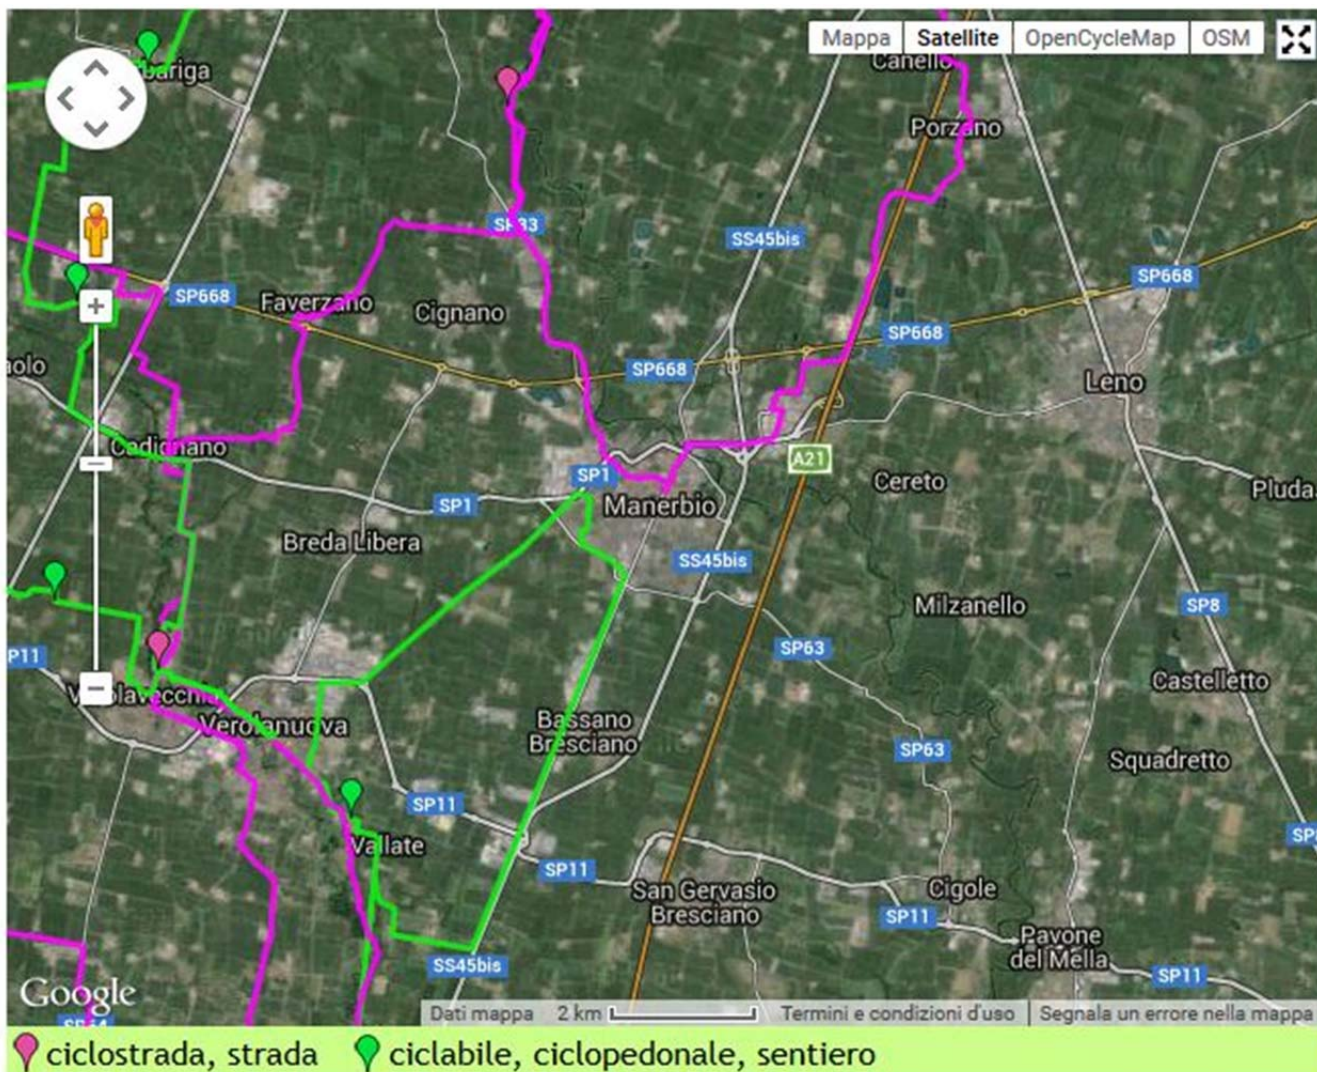 Mappa
Satellite
OpenCycleMap
OSM
Canello
Porzano
SP33
SS45bis
SP668
SP668
Faverzano
Cignano
SP668
SP668
Leno
Cadignano
SP1
A21
Cereto
Pluda
SP1
Manerbio
Breda Libera
SS45bis
Milzanello
SP8
SP63
P11
Castelletto
Verolanuova
Bassano
Bresciano
SP63
Squadretto
SP11
Vallate
SP11
San Gervasio
Bresciano
Cigole
SP11
Pavone
del Mella
SS45bis
SP11
Google
Dati mappa
2 km
Termini e condizioni d'uso
Segnala un errore nella mappa
ciclostrada, strada
ciclabile, ciclopedonale, sentiero